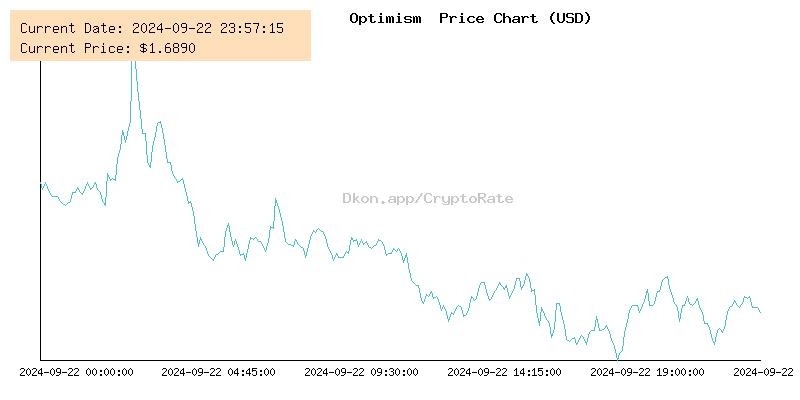 Optimism  Price Chart (USD)
Current Date: 2024-09-22 23:57:15
Current Price: $1.6890
Dkon.app/CryptoRate
2024-09-22 00:00:00 2024-09-22 04:45:00 2024-09-22 09:30:00 2024-09-22 14:15:00 2024-09-22 19:00:00 2024-09-22